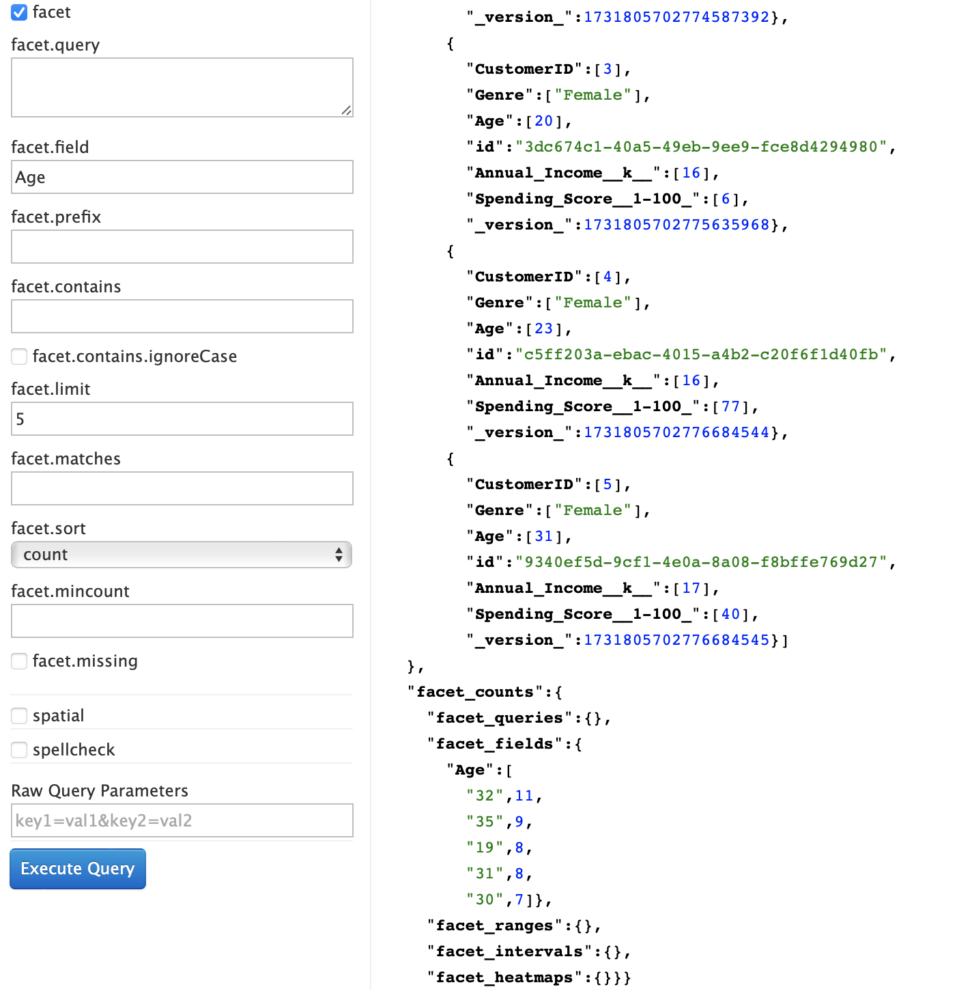 facet
facet.query
facet.field
Age
facet.prefix
facet.contains
facet.contains.ignoreCase
facet.limit
5
facet.matches
facet.sort
count
facet.mincount
facet.missing
spatial
spellcheck
Raw Query Parameters
key1=val1&key2=val2
Execute Query
"_version_":1731805702774587392},
{
"CustomerID":[3],
"Genre":["Female"],
"Age":[20],
"id":"3dc674c1-40a5-49eb-9ee9-fce8d4294980",
"Annual_Income__k__":[16],
"Spending_Score__1-100_":[6],
"_version_":1731805702775635968},
{
"CustomerID":[4],
"Genre":["Female"],
"Age":[23],
"id":"c5ff203a-ebac-4015-a4b2-c20f6f1d40fb",
"Annual_Income__k__":[16],
"Spending_Score__1-100_":[77],
"_version_":1731805702776684544},
{
"CustomerID":[5],
"Genre":["Female"],
"Age":[31],
"id":"9340ef5d-9cf1-4e0a-8a08-f8bffe769d27",
"Annual_Income__k__":[17],
"Spending_Score__1-100_":[40],
"_version_":1731805702776684545}]
},
"facet_counts":{
"facet_queries":{},
"facet_fields":{
"Age":[
"32",11,
"35",9,
"19",8,
"31",8,
"30",7]},
"facet_ranges":{},
"facet_intervals":{},
"facet_heatmaps":{}}}